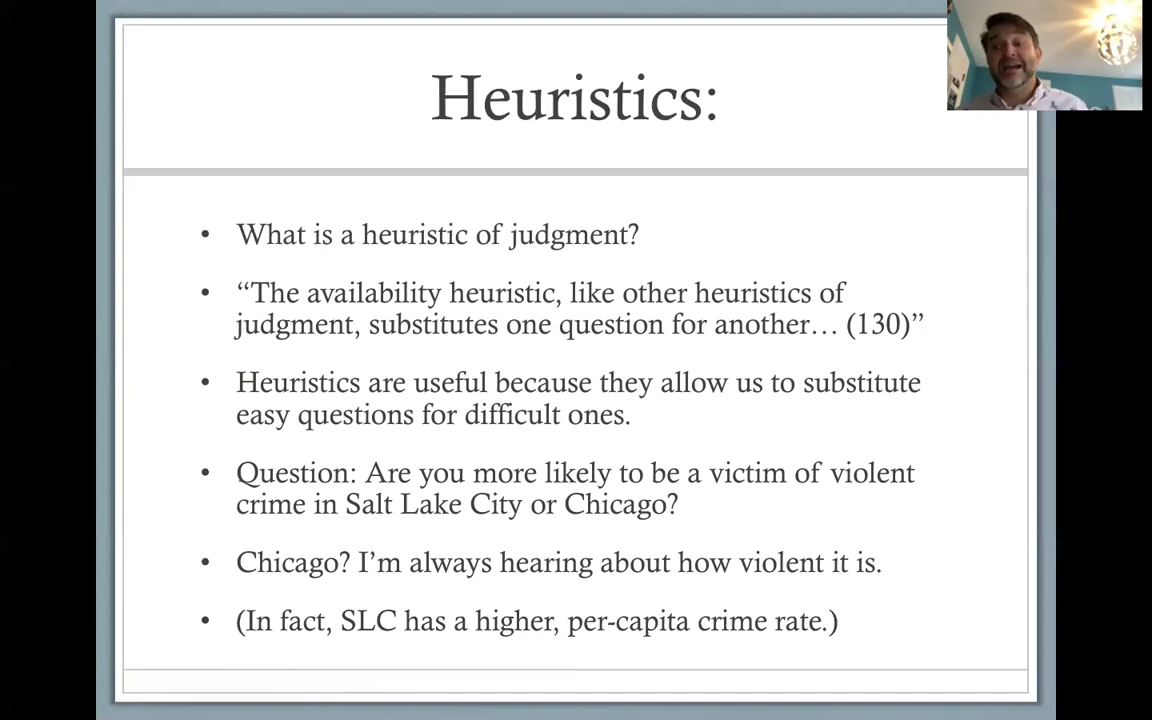 Heuristics:
• What is a heuristic of judgment?
• “The availability heuristic, like other heuristics of
judgment, substitutes one question for another… (130)”
• Heuristics are useful because they allow us to substitute
easy questions for difficult ones.
• Question: Are you more likely to be a victim of violent
crime in Salt Lake City or Chicago?
• Chicago? I’m always hearing about how violent it is.
• (In fact, SLC has a higher, per-capita crime rate.)